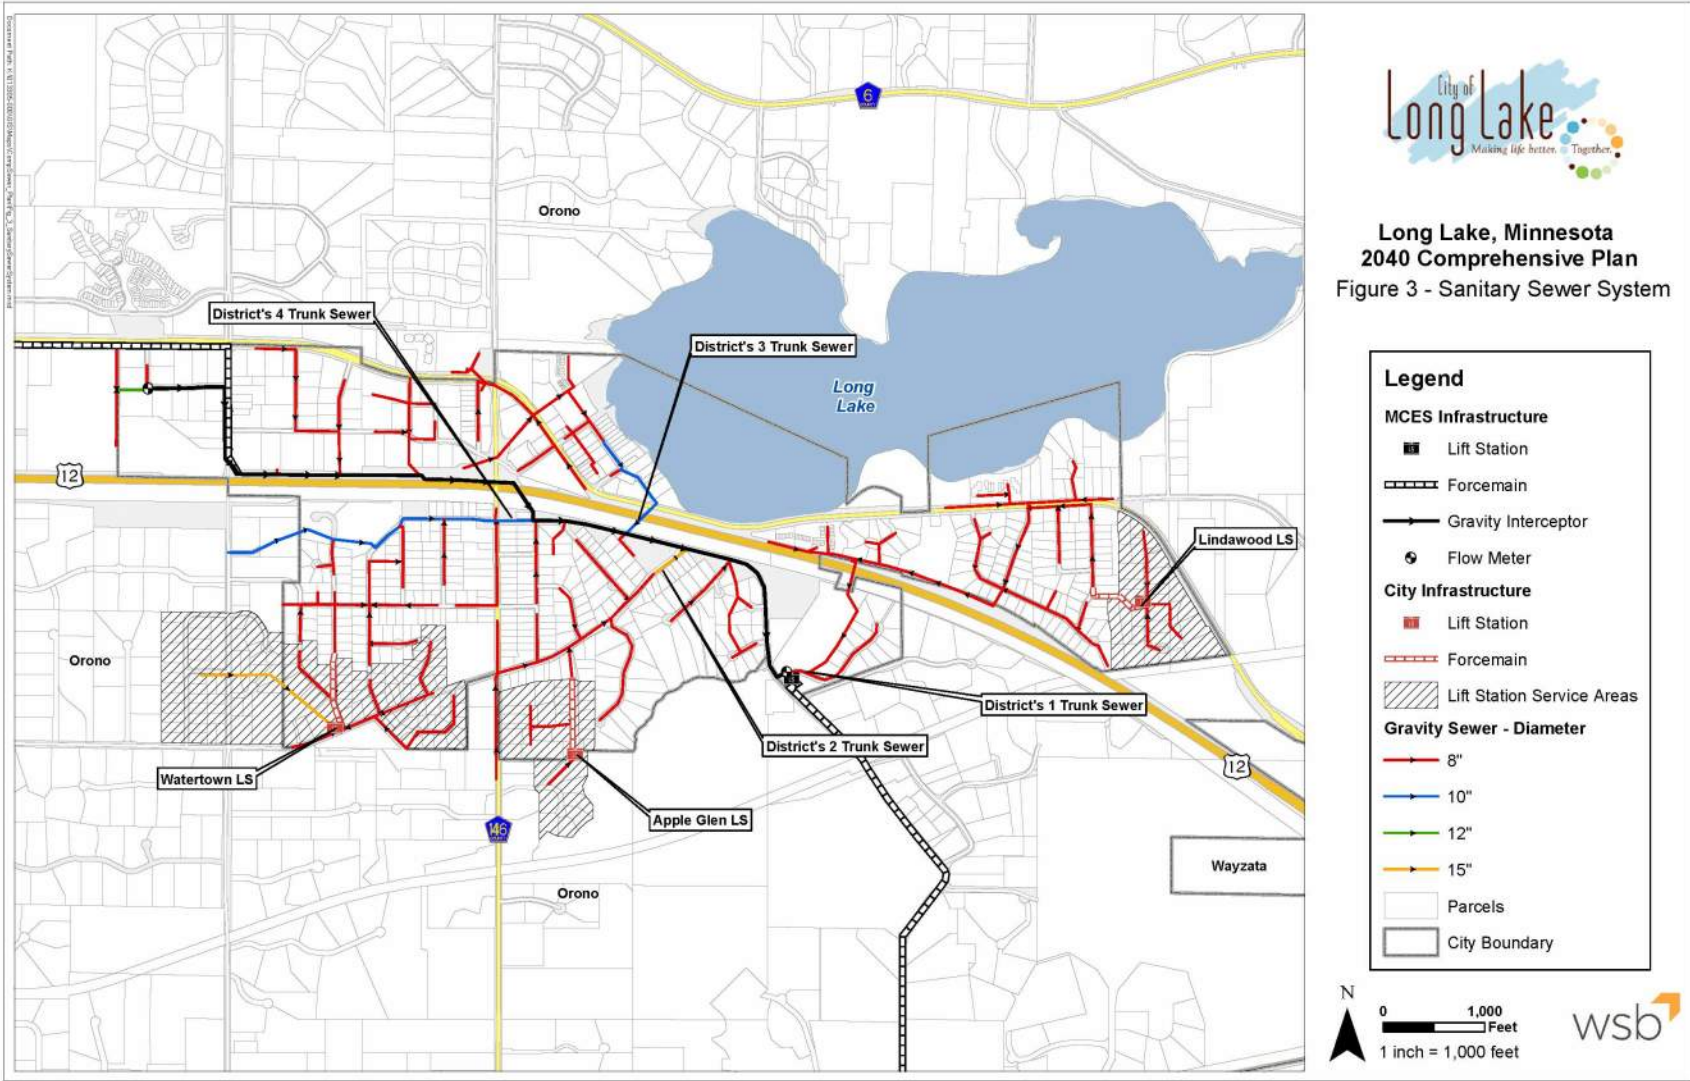 6
COUNTY
Orono
District's 4 Trunk Sewer
District's 3 Trunk Sewer
Long
Lake
12
Lindawood LS
Orono
District's 1 Trunk Sewer
District's 2 Trunk Sewer
Watertown LS
12
Apple Glen LS
146
Wayzata
Orono
City of
Long Lake
Making life better. Together.
Long Lake, Minnesota
2040 Comprehensive Plan
Figure 3 - Sanitary Sewer System
Legend
MCES Infrastructure
Lift Station
Forcemain
Gravity Interceptor
Flow Meter
City Infrastructure
Lift Station
Forcemain
Lift Station Service Areas
Gravity Sewer - Diameter
8"
10"
12"
15"
Parcels
City Boundary
N
0 1,000
Feet
1 inch = 1,000 feet
wsb